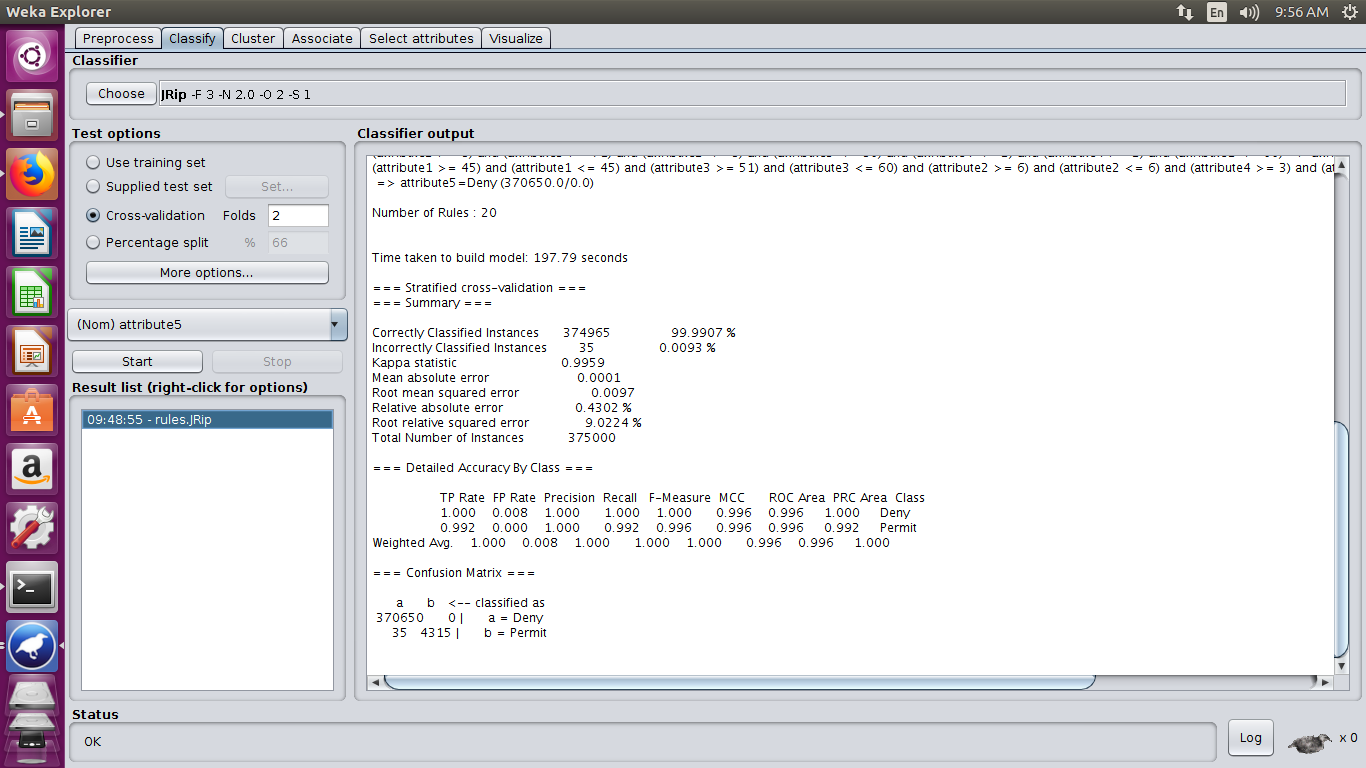 Weka Explorer
En
9:56 AM
Preprocess Classify Cluster Associate Select attributes Visualize
Classifier
Choose JRip -F 3 -N 2.0 -O 2 -S 1
Test options
Use training set
Supplied test set Set...
Cross-validation Folds 2
Percentage split % 66
More options...
(Nom) attribute5
Start Stop
Result list (right-click for options)
09:48:55 - rules.JRip
Classifier output
(attribute1 >= 45) and (attribute1 <= 45) and (attribute3 >= 51) and (attribute3 <= 60) and (attribute2 >= 6) and (attribute2 <= 6) and (attribute4 >= 3) and (at
=> attribute5=Deny (370650.0/0.0)
Number of Rules : 20
Time taken to build model: 197.79 seconds
=== Stratified cross-validation ===
=== Summary ===
Correctly Classified Instances 374965 99.9907 %
Incorrectly Classified Instances 35 0.0093 %
Kappa statistic 0.9959
Mean absolute error 0.0001
Root mean squared error 0.0097
Relative absolute error 0.4302 %
Root relative squared error 9.0224 %
Total Number of Instances 375000
=== Detailed Accuracy By Class ===
TP Rate FP Rate Precision Recall F-Measure MCC ROC Area PRC Area Class
1.000 0.008 1.000 1.000 1.000 0.996 0.996 1.000 Deny
0.992 0.000 1.000 0.992 0.996 0.996 0.996 0.992 Permit
Weighted Avg. 1.000 0.008 1.000 1.000 1.000 0.996 0.996 1.000
=== Confusion Matrix ===
a b <-- classified as
370650 0 | a = Deny
35 4315 | b = Permit
Status
OK
Log
x 0